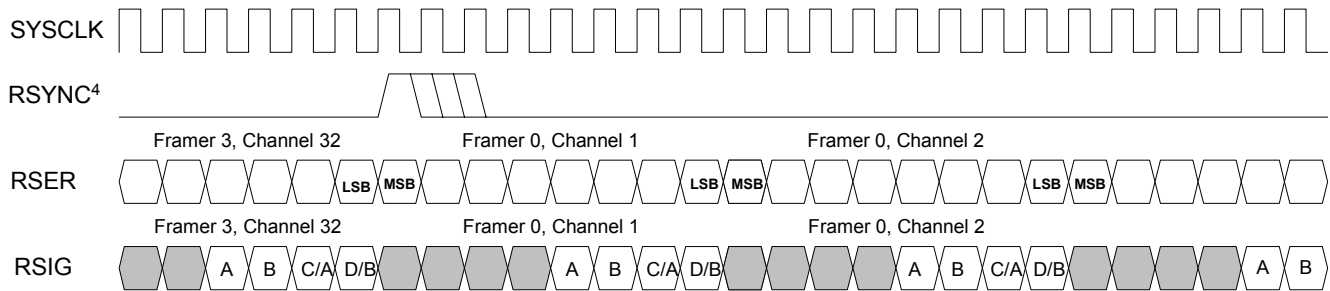 SYSCLK
RSYNC4
Framer 3, Channel 32 Framer 0, Channel 1 Framer 0, Channel 2
RSER LSB MSB LSB MSB LSB MSB
Framer 3, Channel 32 Framer 0, Channel 1 Framer 0, Channel 2
RSIG A B C/A D/B A B C/A D/B A B C/A D/B A B